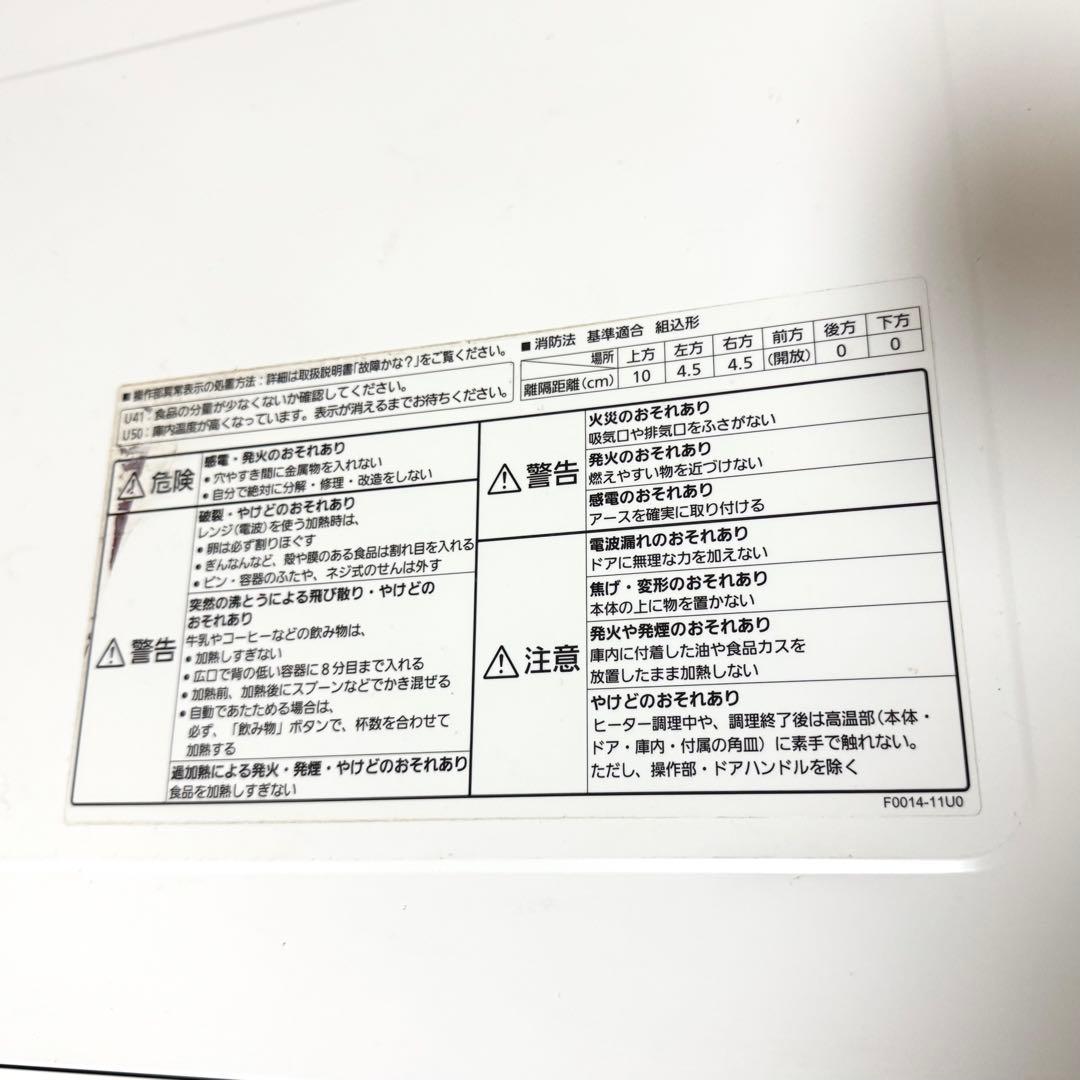 ■ 操作部異常表示の処置方法：詳細は取扱説明書「故障かな？」をご覧ください。
U41：食品の分量が少なくないか確認してください。
U50：庫内温度が高くなっています。表示が消えるまでお待ちください。
■ 消防法 基準適合 組込形
場所 上方 左方 右方 前方 後方 下方
離隔距離(cm) 10 4.5 4.5 (開放) 0 0
危険
感電・発火のおそれあり
• 穴やすき間に金属物を入れない
• 自分で絶対に分解・修理・改造をしない
警告
破裂・やけどのおそれあり
レンジ(電波)を使う加熱時は、
• 卵は必ず割りほぐす
• ぎんなんなど、殻や膜のある食品は割れ目を入れる
• ビン・容器のふたや、ネジ式のせんは外す
突然の沸とうによる飛び散り・やけどの
おそれあり
牛乳やコーヒーなどの飲み物は、
• 加熱しすぎない
• 広口で背の低い容器に8分目まで入れる
• 加熱前、加熱後にスプーンなどでかき混ぜる
• 自動であたためる場合は、
必ず、「飲み物」ボタンで、杯数を合わせて
加熱する
過加熱による発火・発煙・やけどのおそれあり
食品を加熱しすぎない
警告
火災のおそれあり
吸気口や排気口をふさがない
発火のおそれあり
燃えやすい物を近づけない
感電のおそれあり
アースを確実に取り付ける
注意
電波漏れのおそれあり
ドアに無理な力を加えない
焦げ・変形のおそれあり
本体の上に物を置かない
発火や発煙のおそれあり
庫内に付着した油や食品カスを
放置したまま加熱しない
やけどのおそれあり
ヒーター調理中や、調理終了後は高温部(本体・
ドア・庫内・付属の角皿)に素手で触れない。
ただし、操作部・ドアハンドルを除く
F0014-11U0